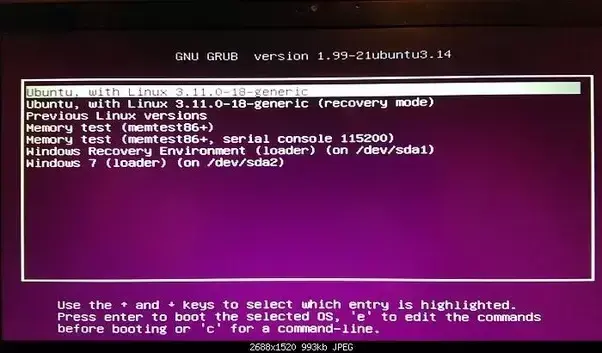 GNU GRUB  version 1.99-21ubuntu3.14
Ubuntu, with Linux 3.11.0-18-generic
Ubuntu, with Linux 3.11.0-18-generic (recovery mode)
Previous Linux versions
Memory test (memtest86+)
Memory test (memtest86+, serial console 115200)
Windows Recovery Environment (loader) (on /dev/sda1)
Windows 7 (loader) (on /dev/sda2)
Use the ↑ and ↓ keys to select which entry is highlighted.
Press enter to boot the selected OS, 'e' to edit the commands
before booting or 'c' for a command-line.
2688x1520 993kb JPEG